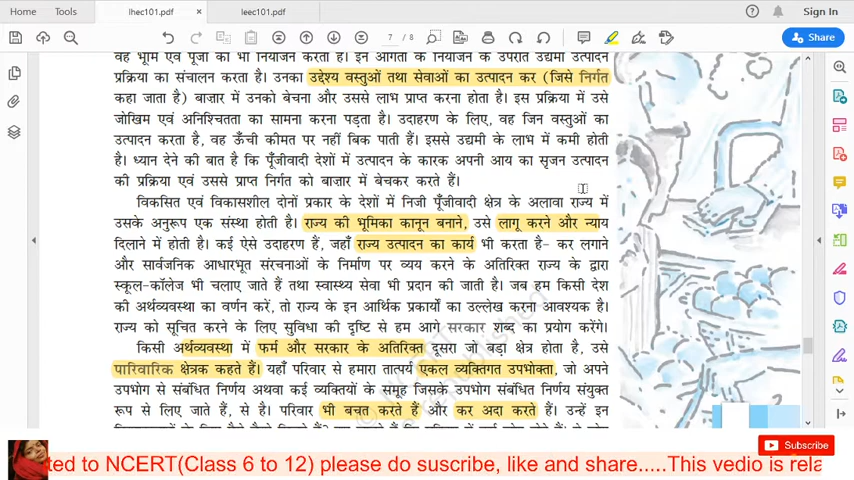 Home
Tools
lhec101.pdf
leec101.pdf
Sign In
7 / 8
Share
वह भूमि एवं पूँजी का भी नियोजन करता है। इन आगतों के नियोजन के उपरांत उद्यमी उत्पादन
प्रक्रिया का संचालन करता है। उनका उद्देश्य वस्तुओं तथा सेवाओं का उत्पादन कर (जिसे निर्गत
कहा जाता है) बाज़ार में उनको बेचना और उससे लाभ प्राप्त करना होता है। इस प्रक्रिया में उसे
जोखिम एवं अनिश्चितता का सामना करना पड़ता है। उदाहरण के लिए, वह जिन वस्तुओं का
उत्पादन करता है, वह ऊँची कीमत पर नहीं बिक पाती हैं। इससे उद्यमी के लाभ में कमी होती
है। ध्यान देने की बात है कि पूँजीवादी देशों में उत्पादन के कारक अपनी आय का सृजन उत्पादन
की प्रक्रिया एवं उससे प्राप्त निर्गत को बाज़ार में बेचकर करते हैं।
विकसित एवं विकासशील दोनों प्रकार के देशों में निजी पूँजीवादी क्षेत्र के अलावा राज्य में
उसके अनुरूप एक संस्था होती है। राज्य की भूमिका कानून बनाने, उसे लागू करने और न्याय
दिलाने में होती है। कई ऐसे उदाहरण हैं, जहाँ राज्य उत्पादन का कार्य भी करता है- कर लगाने
और सार्वजनिक आधारभूत संरचनाओं के निर्माण पर व्यय करने के अतिरिक्त राज्य के द्वारा
स्कूल-कॉलेज भी चलाए जाते हैं तथा स्वास्थ्य सेवा भी प्रदान की जाती है। जब हम किसी देश
की अर्थव्यवस्था का वर्णन करें, तो राज्य के इन आर्थिक प्रकार्यों का उल्लेख करना आवश्यक है।
राज्य को सूचित करने के लिए सुविधा की दृष्टि से हम आगे सरकार शब्द का प्रयोग करेंगे।
किसी अर्थव्यवस्था में फर्म और सरकार के अतिरिक्त दूसरा जो बड़ा क्षेत्र होता है, उसे
पारिवारिक क्षेत्रक कहते हैं। यहाँ परिवार से हमारा तात्पर्य एकल व्यक्तिगत उपभोक्ता, जो अपने
उपभोग से संबंधित निर्णय अथवा कई व्यक्तियों के समूह जिसके उपभोग संबंधित निर्णय संयुक्त
रूप से लिए जाते हैं, से है। परिवार भी बचत करते हैं और कर अदा करते हैं। उन्हें इन
Subscribe
ted to NCERT(Class 6 to 12) please do suscribe, like and share.....This vedio is rela